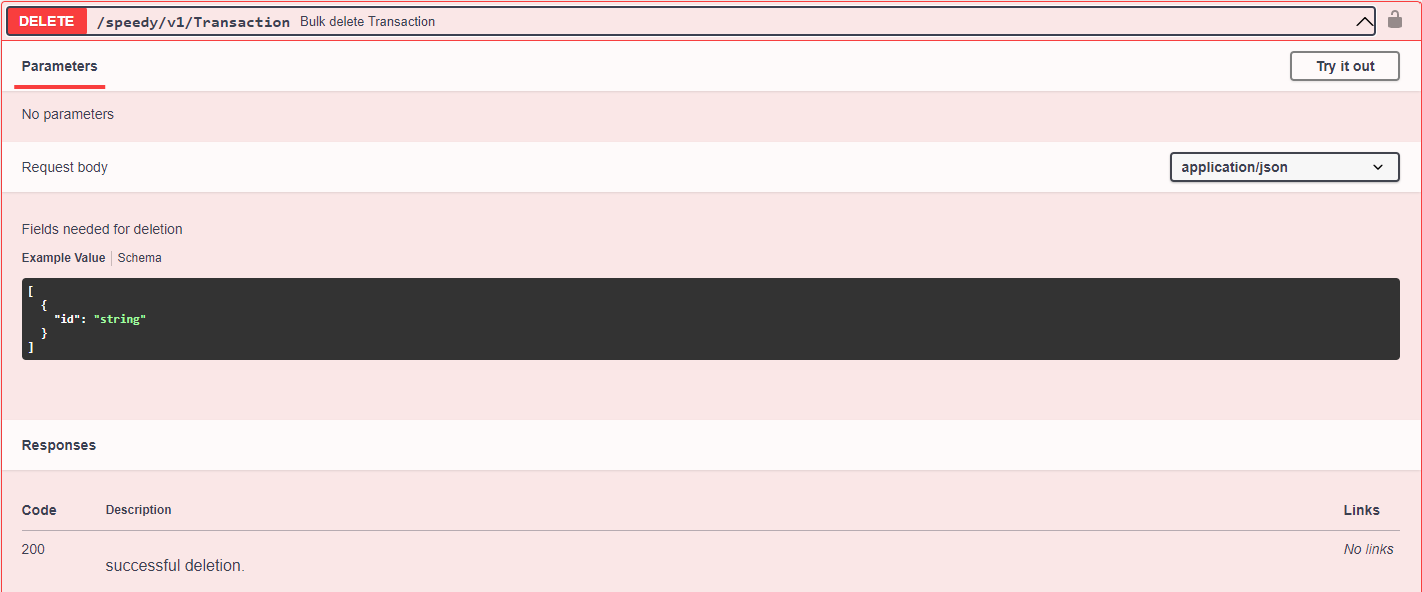 DELETE /speedy/v1/Transaction Bulk delete Transaction
Parameters Try it out
No parameters
Request body application/json
Fields needed for deletion
Example Value Schema
[
  {
    "id": "string"
  }
]
Responses
Code Description Links
200 No links
successful deletion.